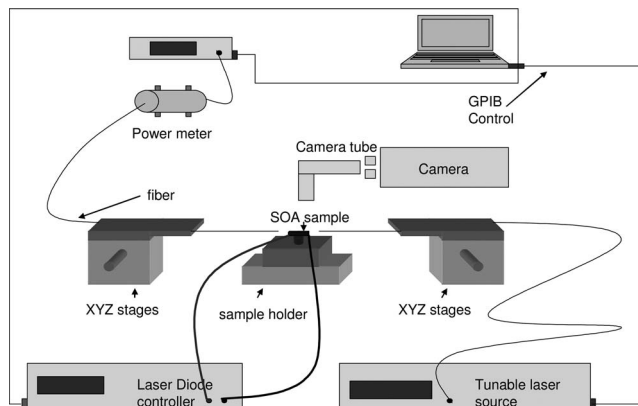 GPIB
Control
Power meter
Camera tube
Camera
fiber
SOA sample
XYZ stages
sample holder
XYZ stages
Laser Diode
controller
Tunable laser
source